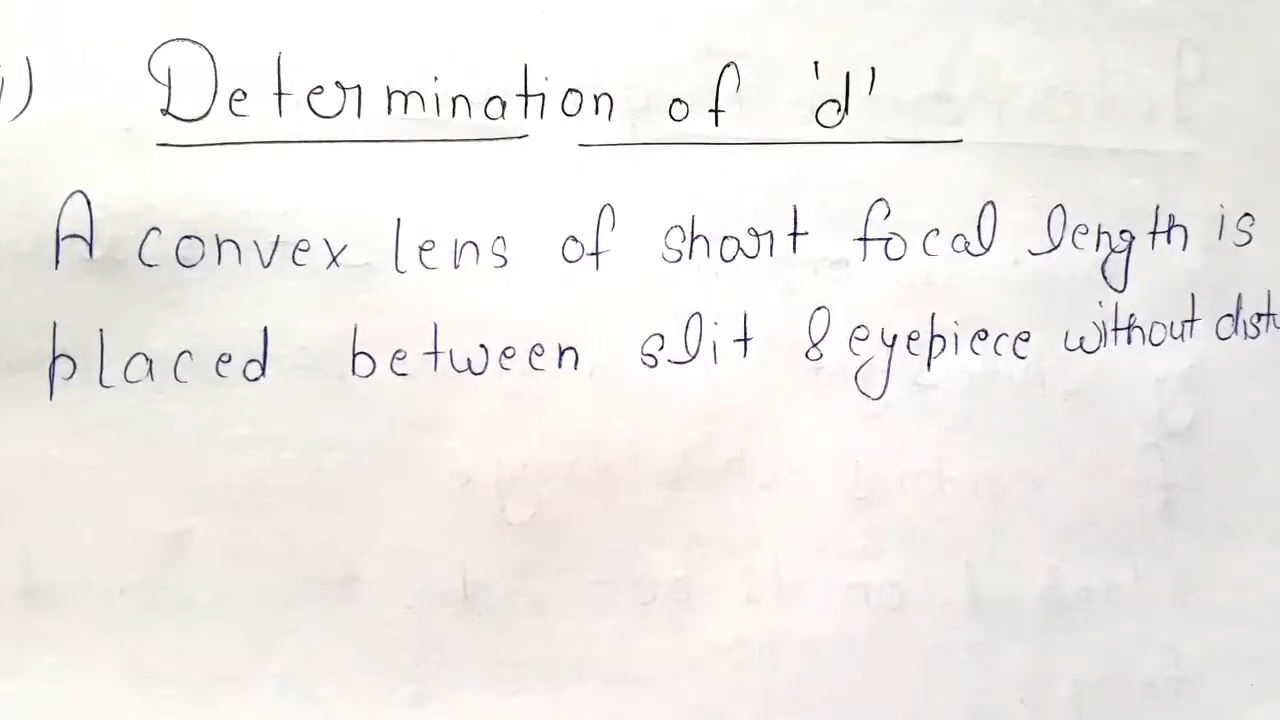 i) Determination of 'd'
A convex lens of short focal length is
placed between slit & eyepiece without